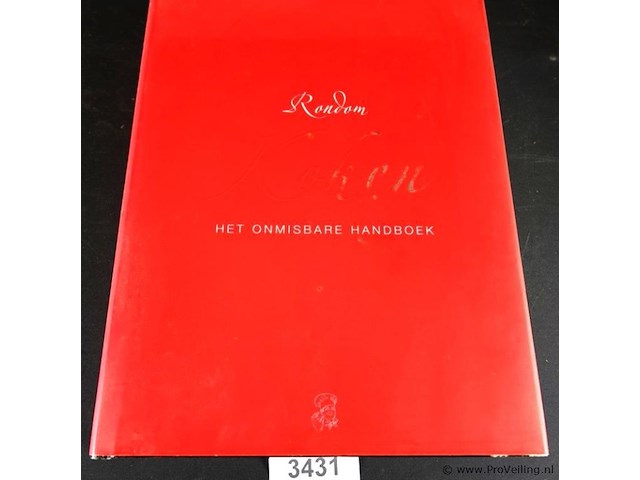 Rondom
HET ONMISBARE HANDBOEK
3431
© www.ProVeiling.nl